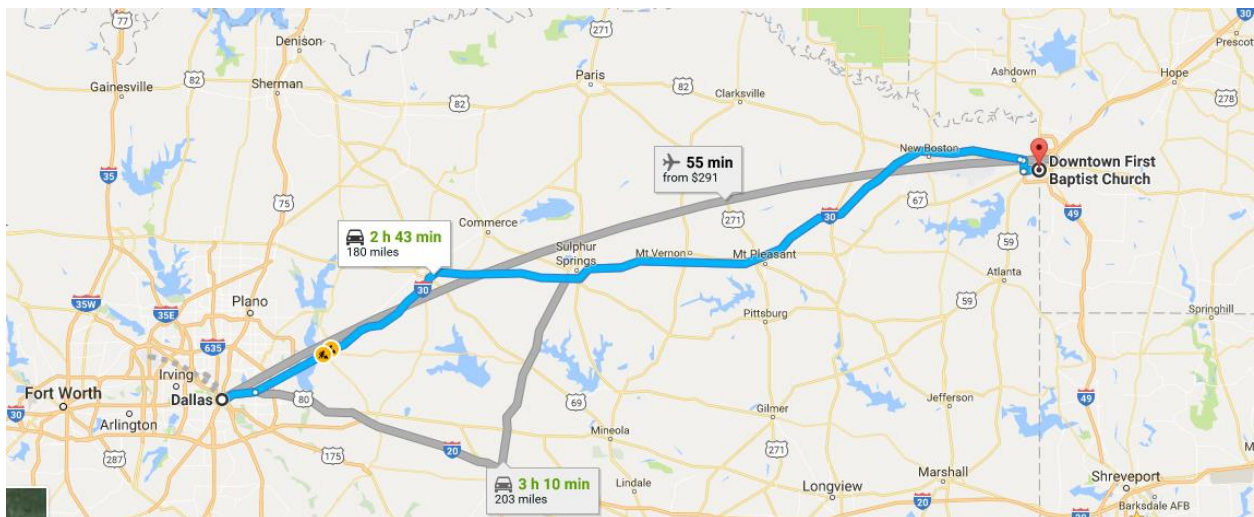 77
35
Denison
271
30
Prescott
82
Gainesville
Sherman
82
Paris
Ashdown
Hope
278
82
Clarksville
82
35
75
55 min
from $291
New Boston
Downtown First
Baptist Church
67
49
Commerce
271
30
2 h 43 min
180 miles
Sulphur
Springs
Mt Vernon
Mt Pleasant
59
Atlanta
35W
Plano
30
59
35E
Pittsburg
Springhill
635
Irving
Fort Worth
Dallas
80
69
Jefferson
49
30
Arlington
Gilmer
Mineola
287
175
20
271
3 h 10 min
203 miles
Lindale
Longview
Marshall
20
Shreveport
Barksdale AFB